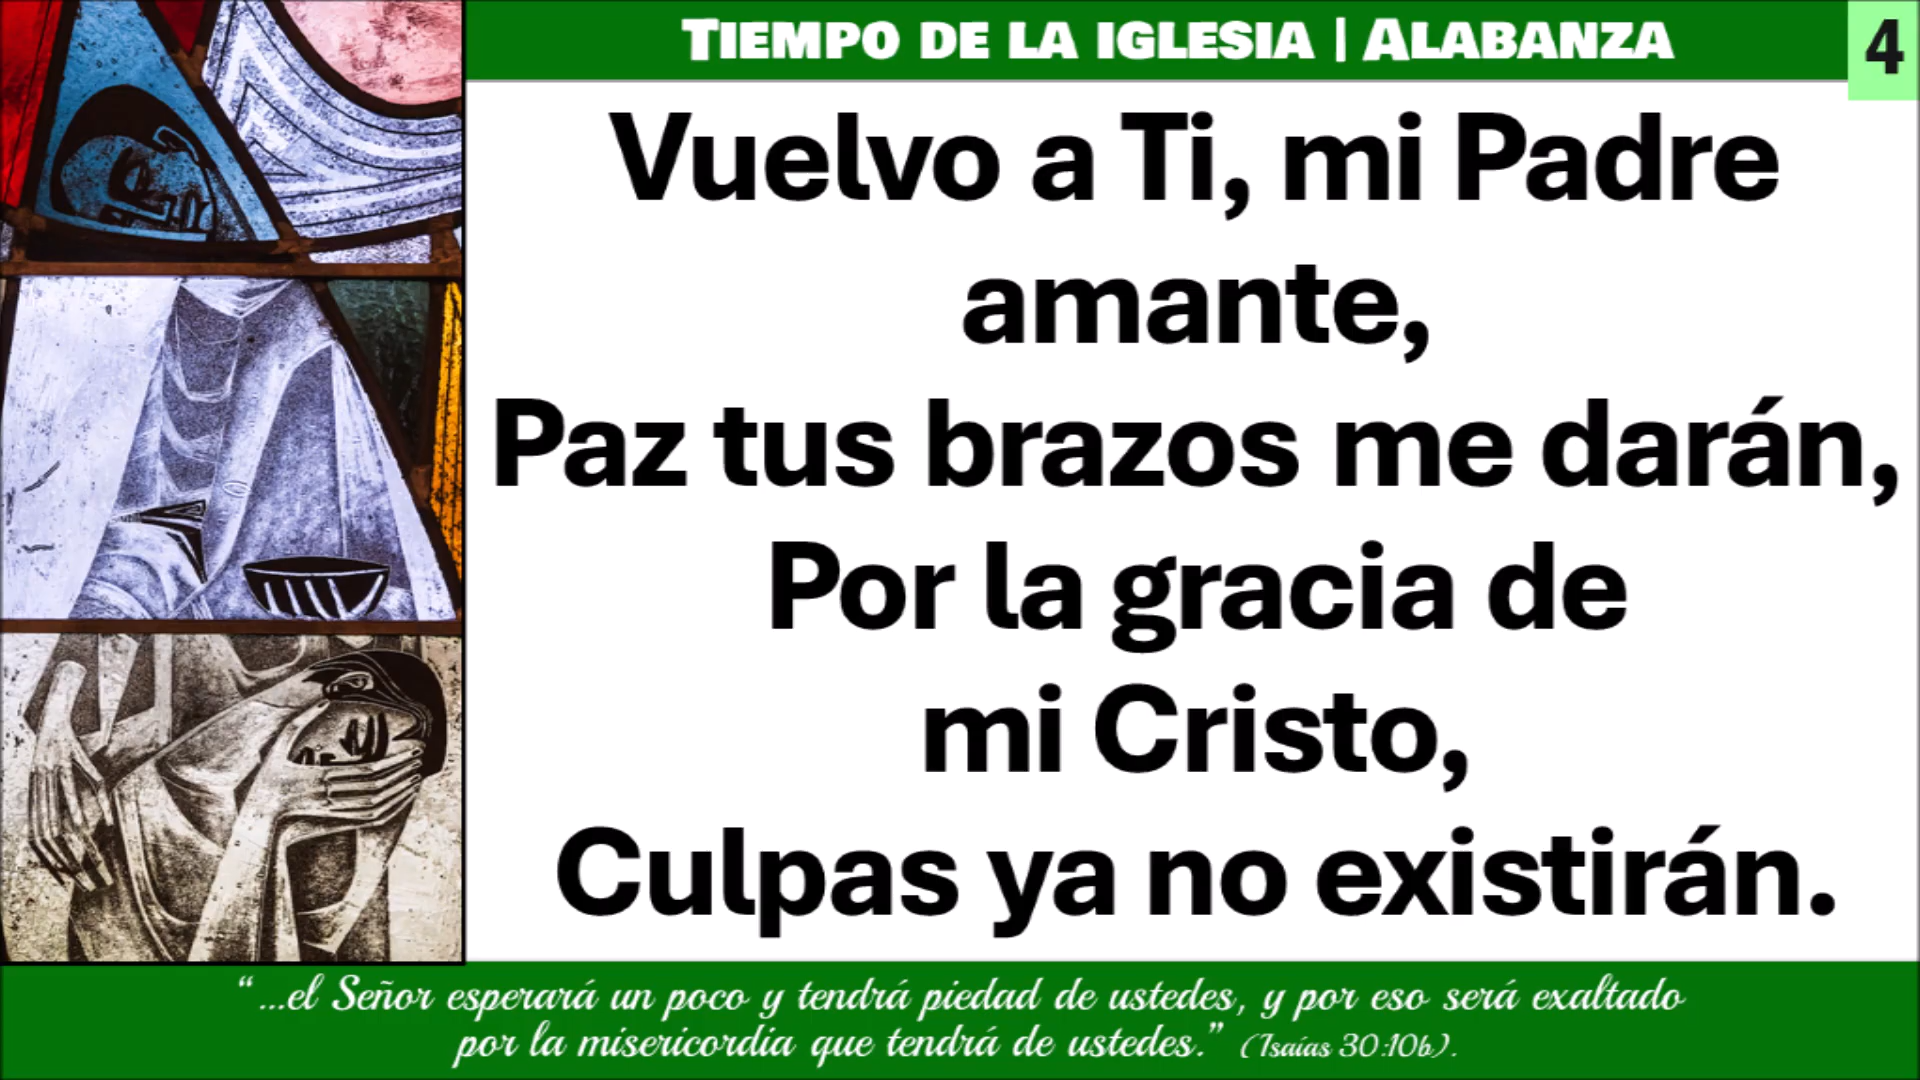 TIEMPO DE LA IGLESIA | ALABANZA
4
Vuelvo a Ti, mi Padre
amante,
Paz tus brazos me darán,
Por la gracia de
mi Cristo,
Culpas ya no existirán.
“...el Señor esperará un poco y tendrá piedad de ustedes, y por eso será exaltado
por la misericordia que tendrá de ustedes.” (Isaías 30:10b).